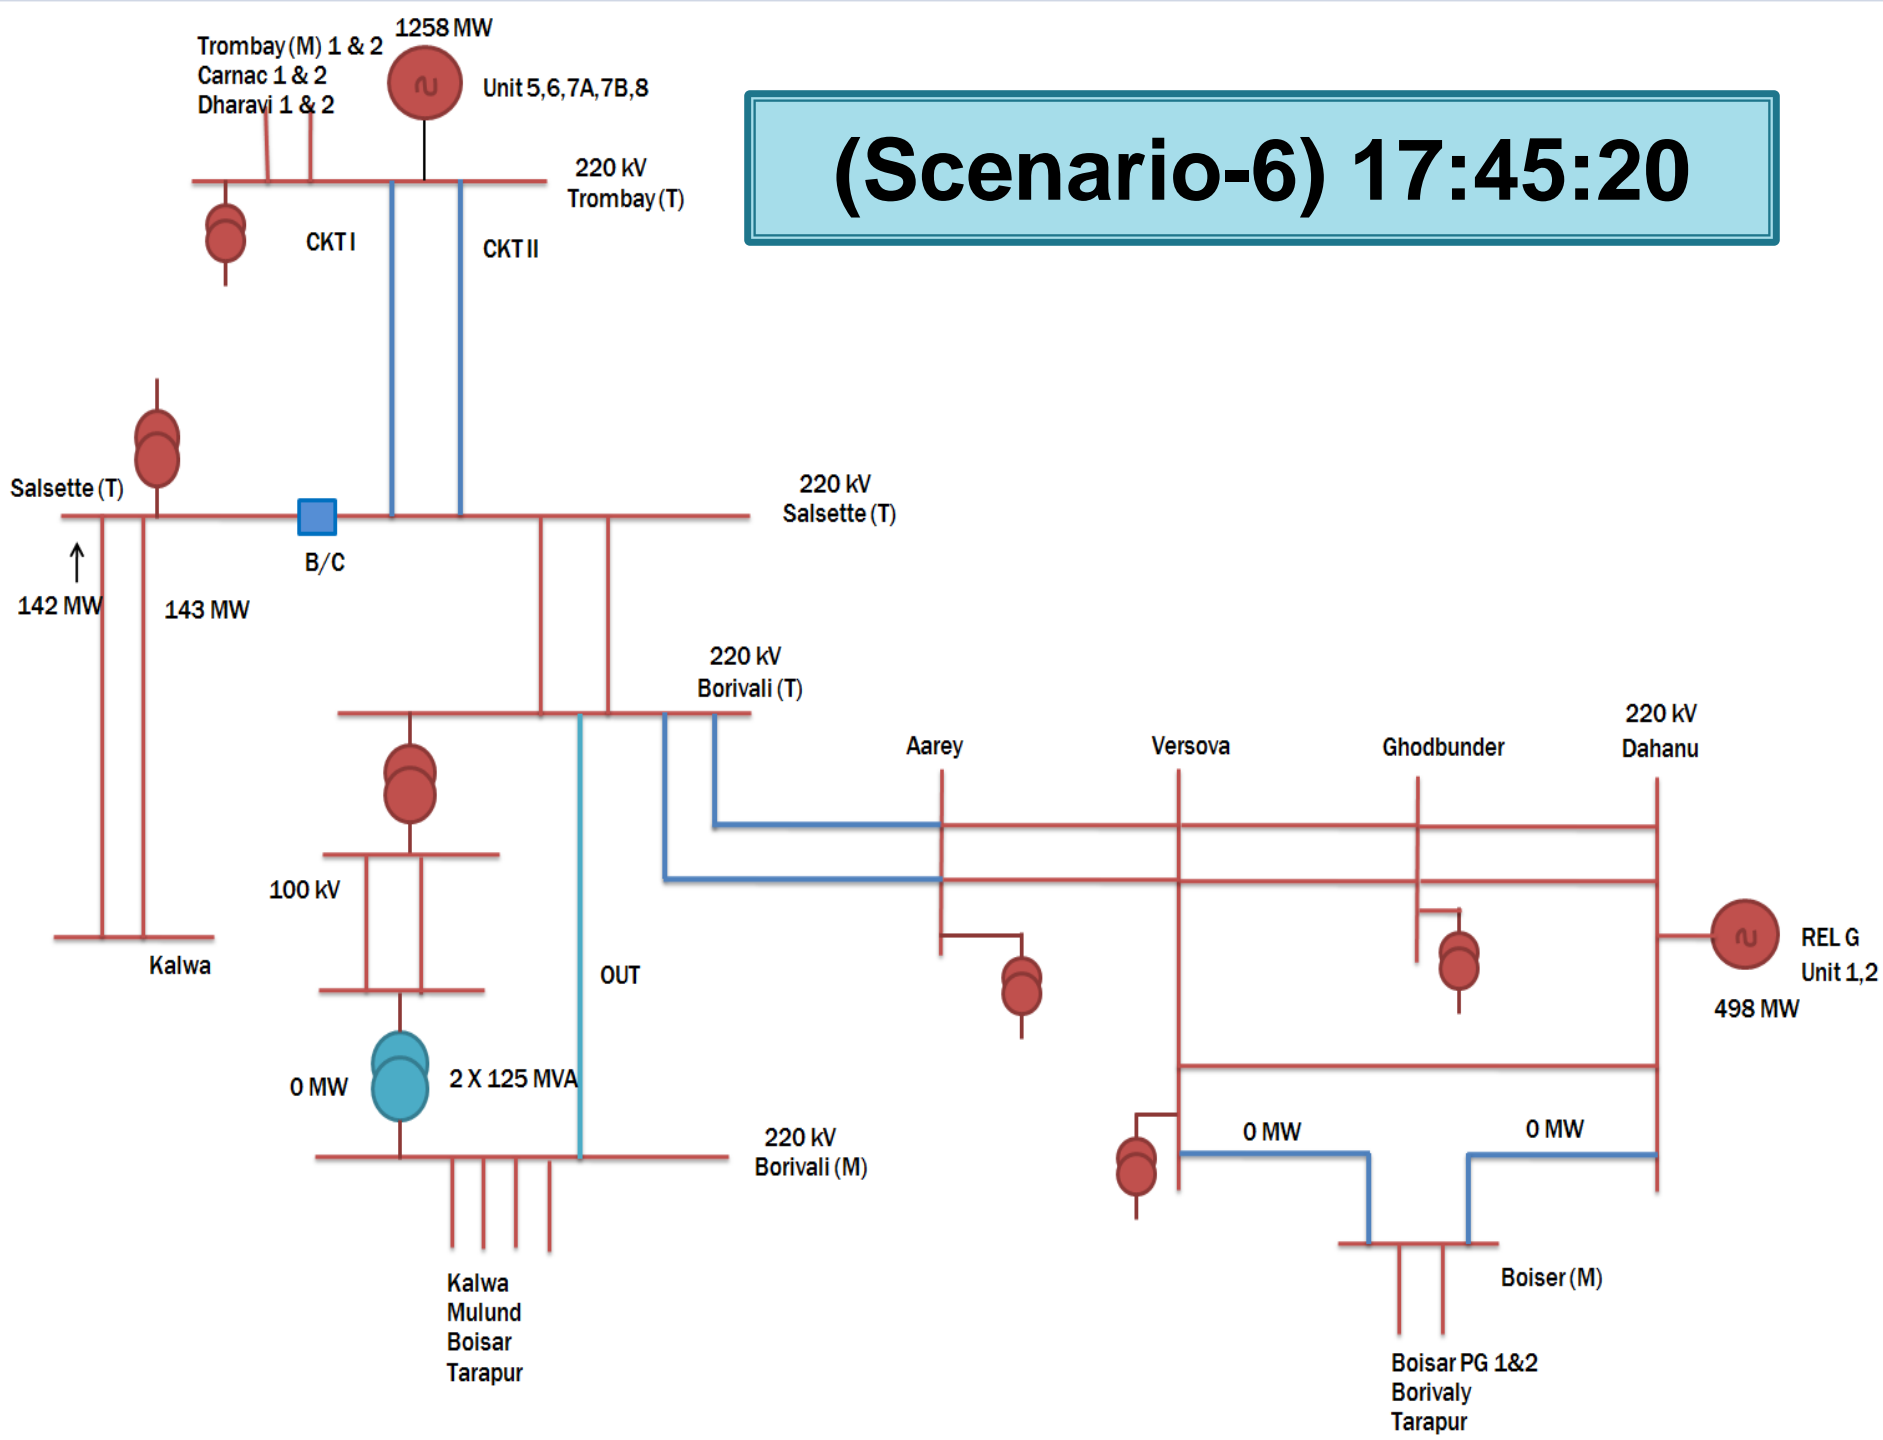 1258 MW
Trombay (M) 1 & 2
Carnac 1 & 2
Dharavi 1 & 2
Unit 5,6,7A,7B,8
(Scenario-6) 17:45:20
220 kV
Trombay (T)
CKT I
CKT II
Salsette (T)
220 kV
Salsette (T)
B/C
142 MW
143 MW
220 kV
Borivali (T)
Aarey
Versova
Ghodbunder
220 kV
Dahanu
100 kV
Kalwa
OUT
REL G
Unit 1,2
498 MW
0 MW
2 X 125 MVA
220 kV
Borivali (M)
0 MW
0 MW
Kalwa
Mulund
Boisar
Tarapur
Boiser (M)
Boisar PG 1&2
Borivaly
Tarapur